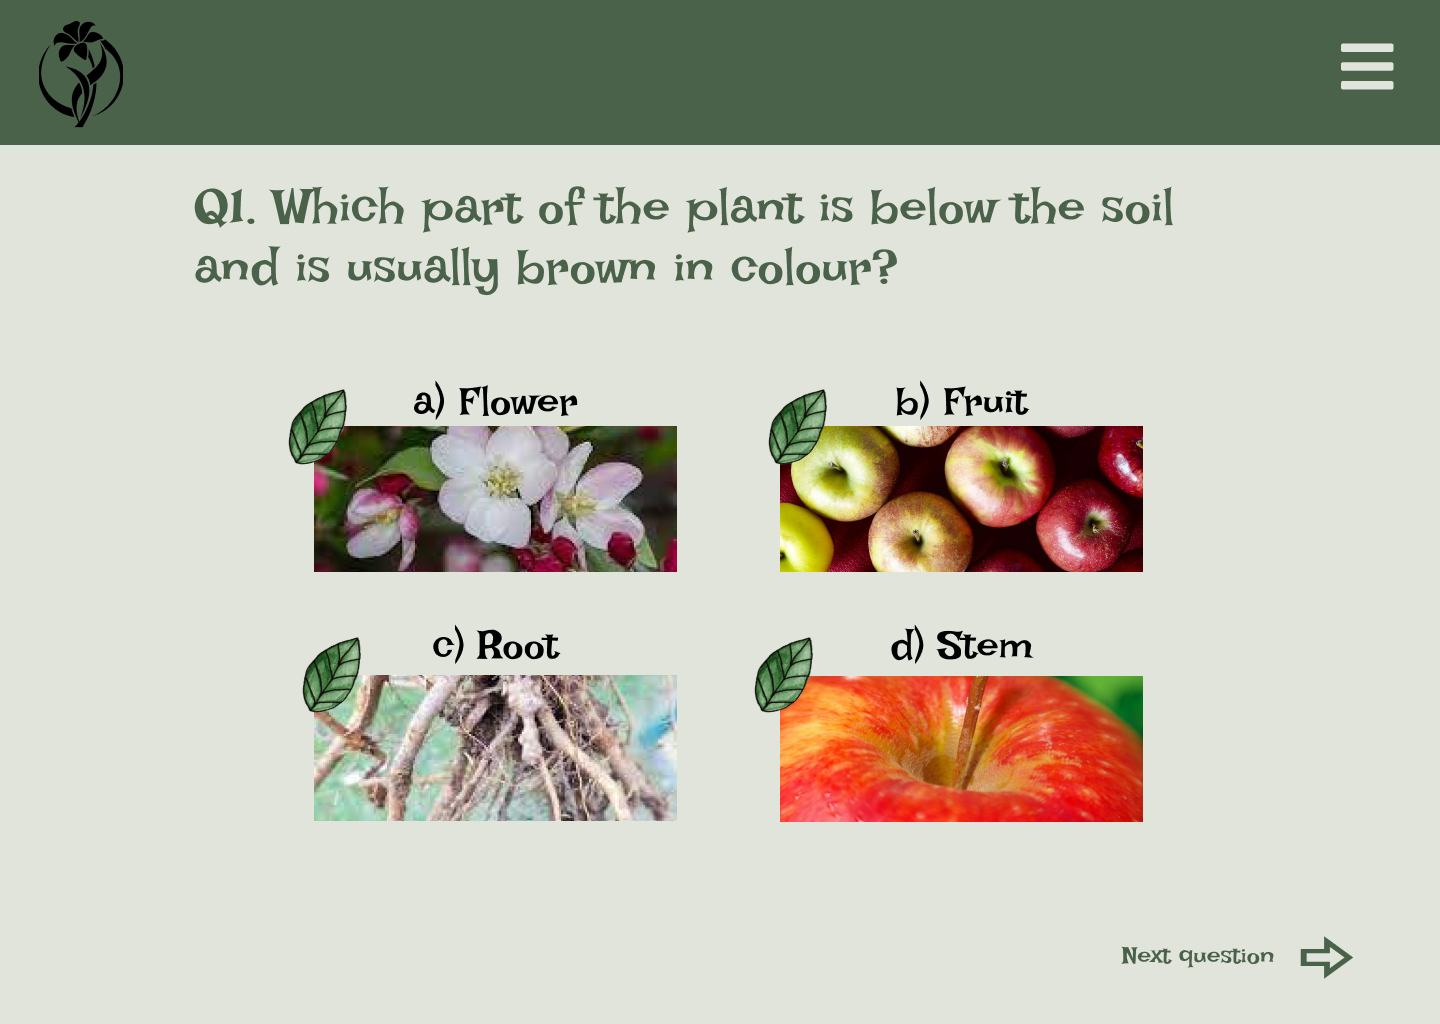 Q1. Which part of the plant is below the soil
and is usually brown in colour?
a) Flower
b) Fruit
c) Root
d) Stem
Next question